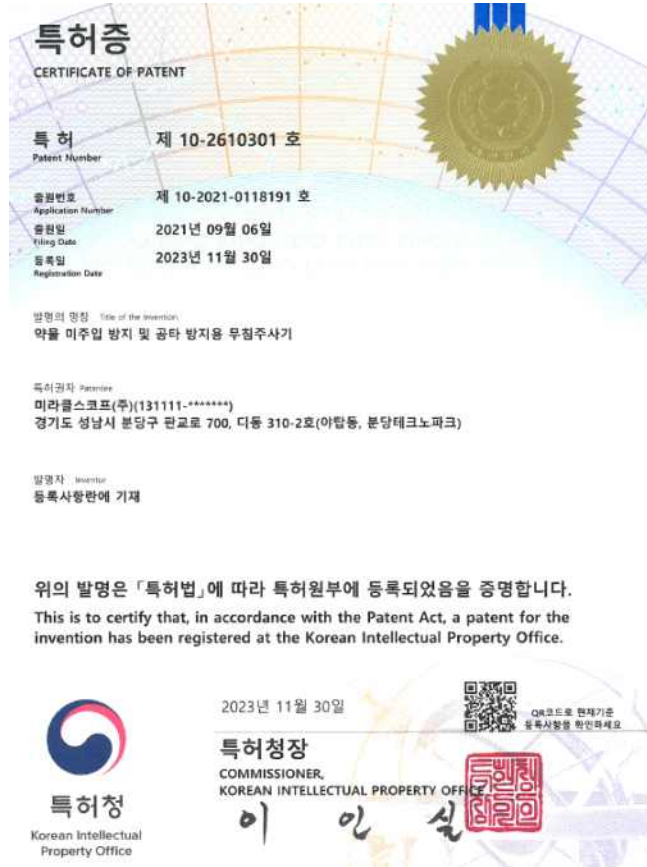 특허증
CERTIFICATE OF PATENT
특 허 제 10-2610301 호
Patent Number
출원번호 제 10-2021-0118191 호
Application Number
출원일 2021년 09월 06일
Filing Date
등록일 2023년 11월 30일
Registration Date
발명의 명칭 Title of the Invention
약물 미주입 방지 및 공타 방지용 무침주사기
특허권자 Patentee
미라클스코프(주)(131111-*******)
경기도 성남시 분당구 판교로 700, 디동 310-2호(야탑동, 분당테크노파크)
발명자 Inventor
등록사항란에 기재
위의 발명은 「특허법」에 따라 특허원부에 등록되었음을 증명합니다.
This is to certify that, in accordance with the Patent Act, a patent for the
invention has been registered at the Korean Intellectual Property Office.
2023년 11월 30일
QR코드로 현재기준
등록사항을 확인하세요
특허청장
COMMISSIONER,
KOREAN INTELLECTUAL PROPERTY OFFICE
이 인 실
특허청
Korean Intellectual
Property Office